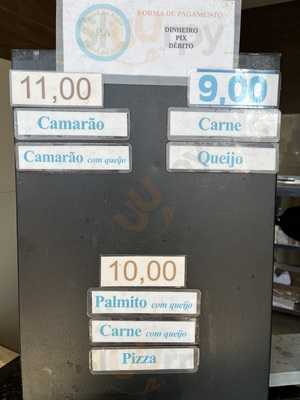 FORMA DE PAGAMENTO
DINHEIRO
PIX
DÉBITO
11,00
Camarão
Camarão com queijo
9,00
Carne
Queijo
10,00
Palmito com queijo
Carne com queijo
Pizza